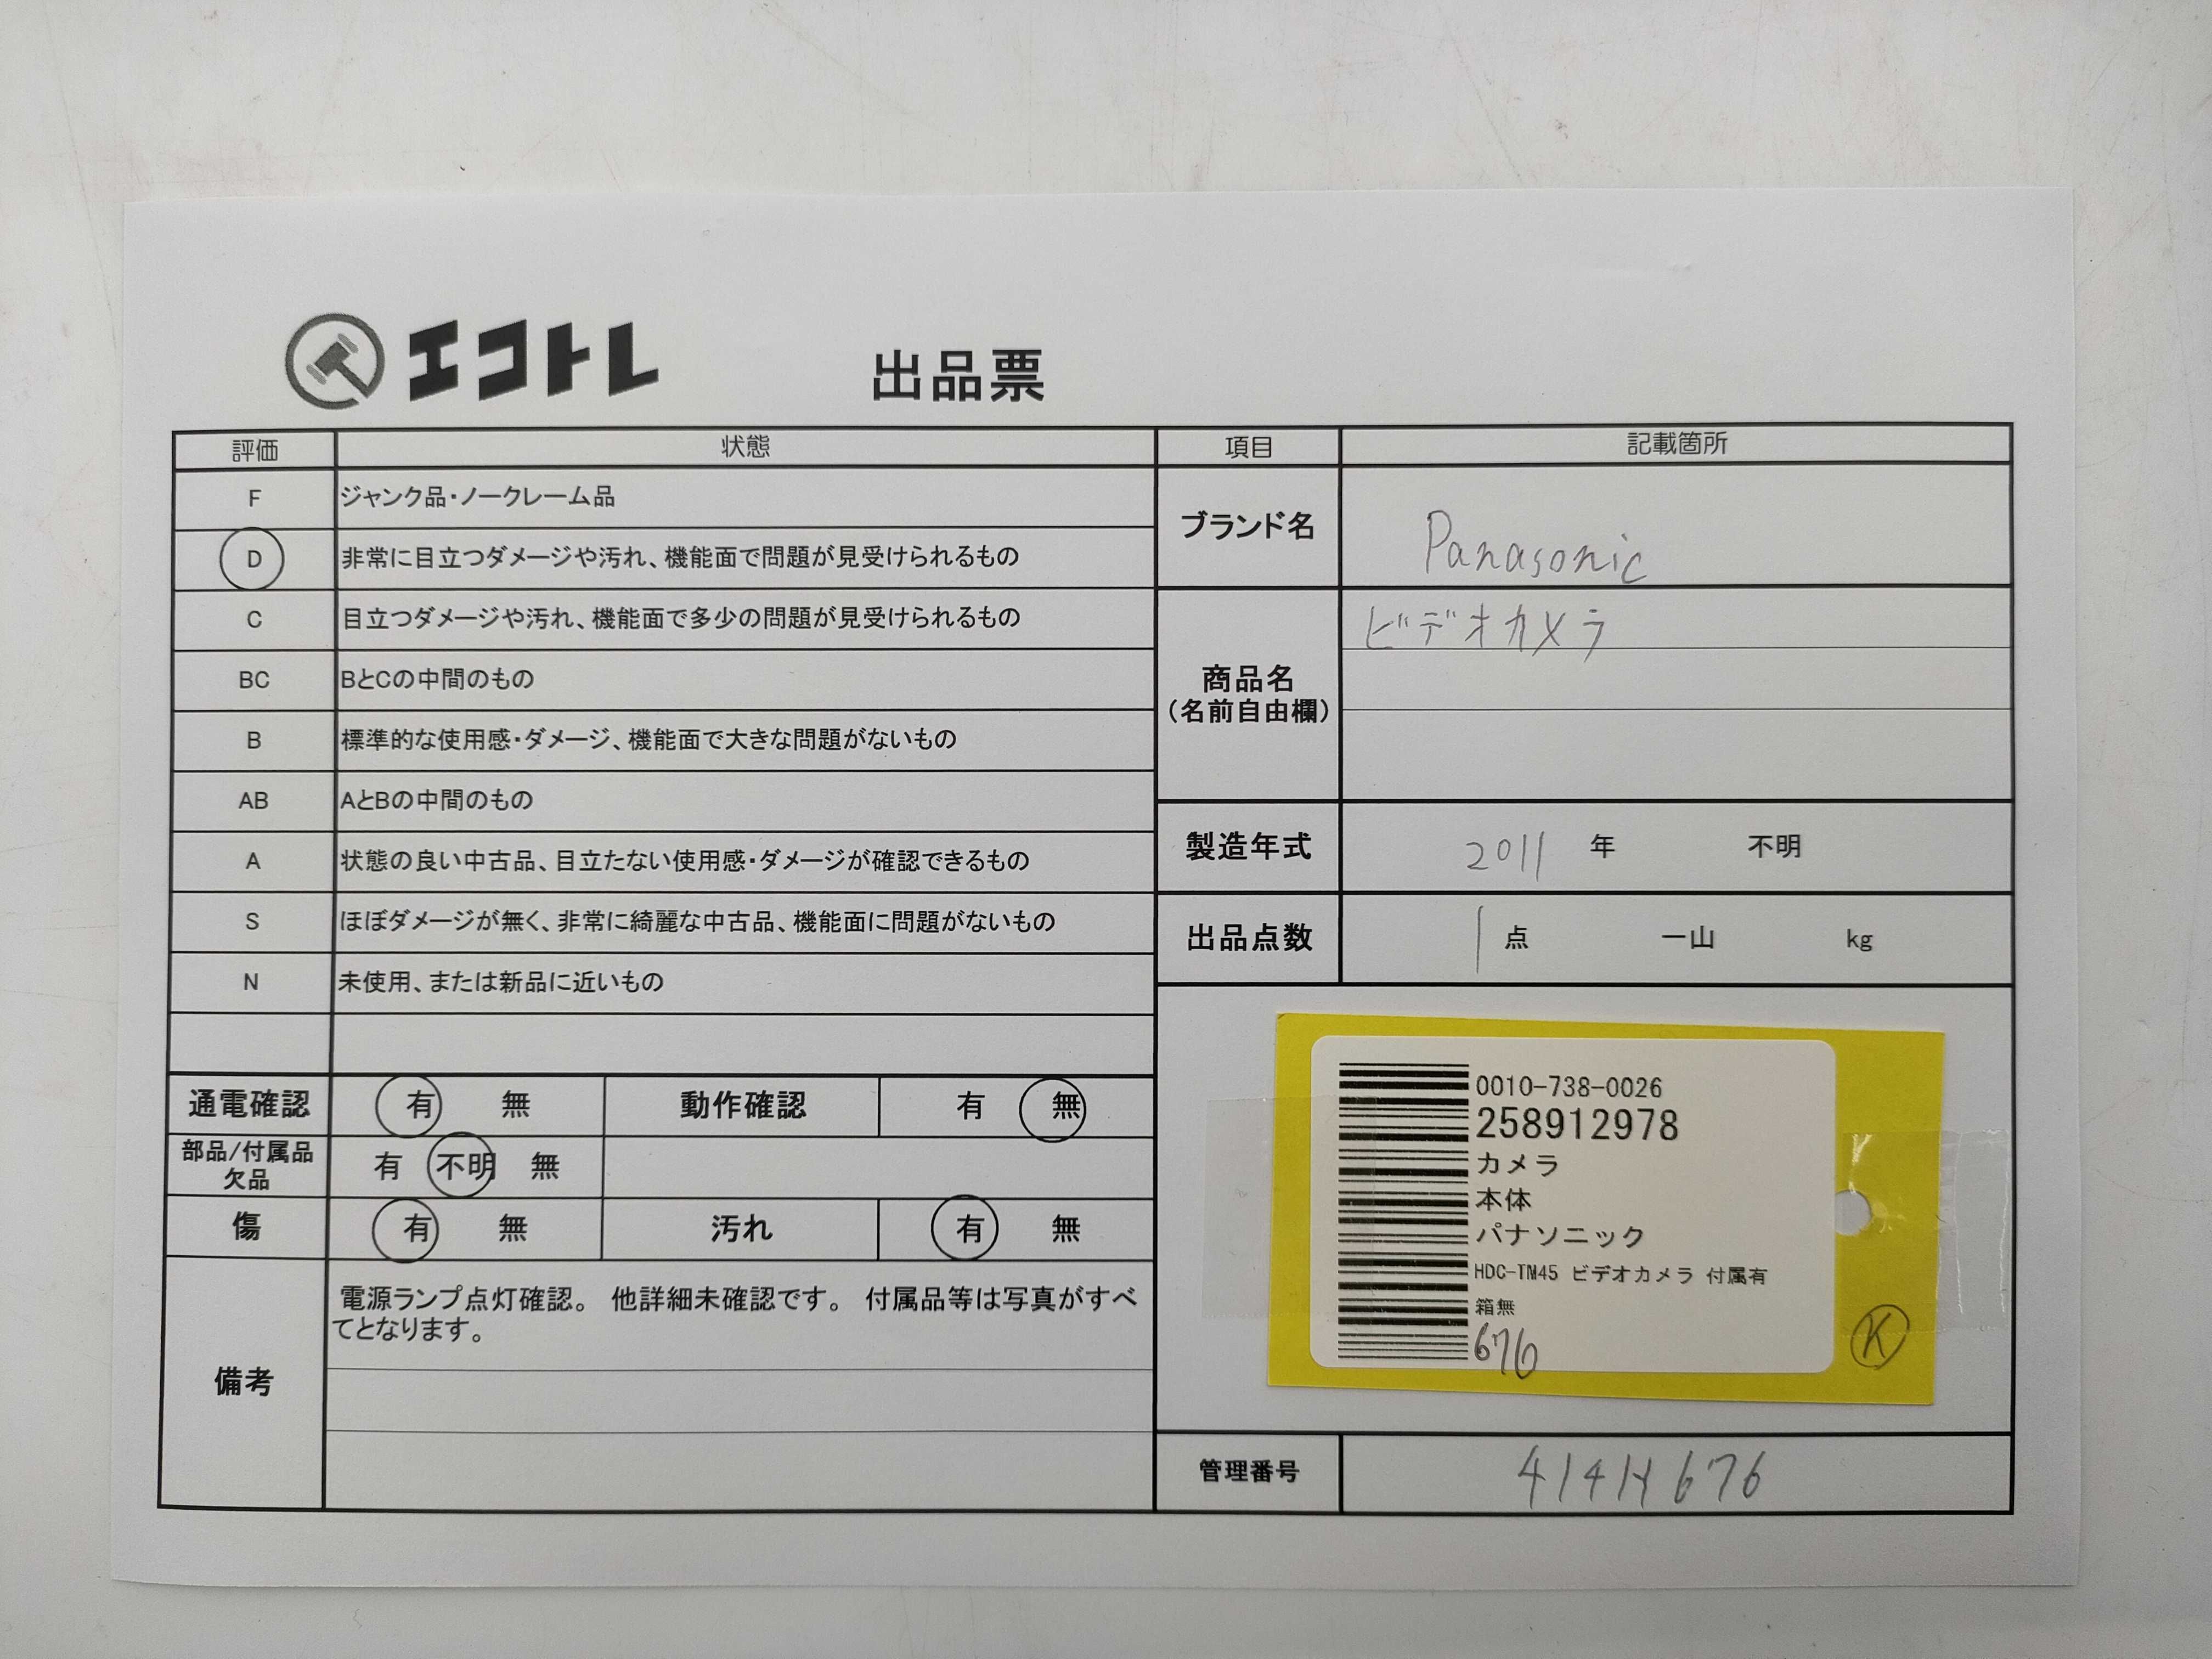 エコトレ
出品票
評価 状態
F ジャンク品・ノークレーム品
D 非常に目立つダメージや汚れ、機能面で問題が見受けられるもの
C 目立つダメージや汚れ、機能面で多少の問題が見受けられるもの
BC BとCの中間のもの
B 標準的な使用感・ダメージ、機能面で大きな問題がないもの
AB AとBの中間のもの
A 状態の良い中古品、目立たない使用感・ダメージが確認できるもの
S ほぼダメージが無く、非常に綺麗な中古品、機能面に問題がないもの
N 未使用、または新品に近いもの
通電確認 有 無 動作確認 有 無
部品/付属品
欠品
有 不明 無
傷 有 無 汚れ 有 無
備考
電源ランプ点灯確認。 他詳細未確認です。 付属品等は写真がすべ
てとなります。
項目 記載箇所
ブランド名 Panasonic
商品名
(名前自由欄)
ビデオカメラ
製造年式 2011 年 不明
出品点数 1 点 一山 kg
0010-738-0026
258912978
カメラ
本体
パナソニック
HDC-TM45 ビデオカメラ 付属有
箱無
676
K
管理番号 414H676